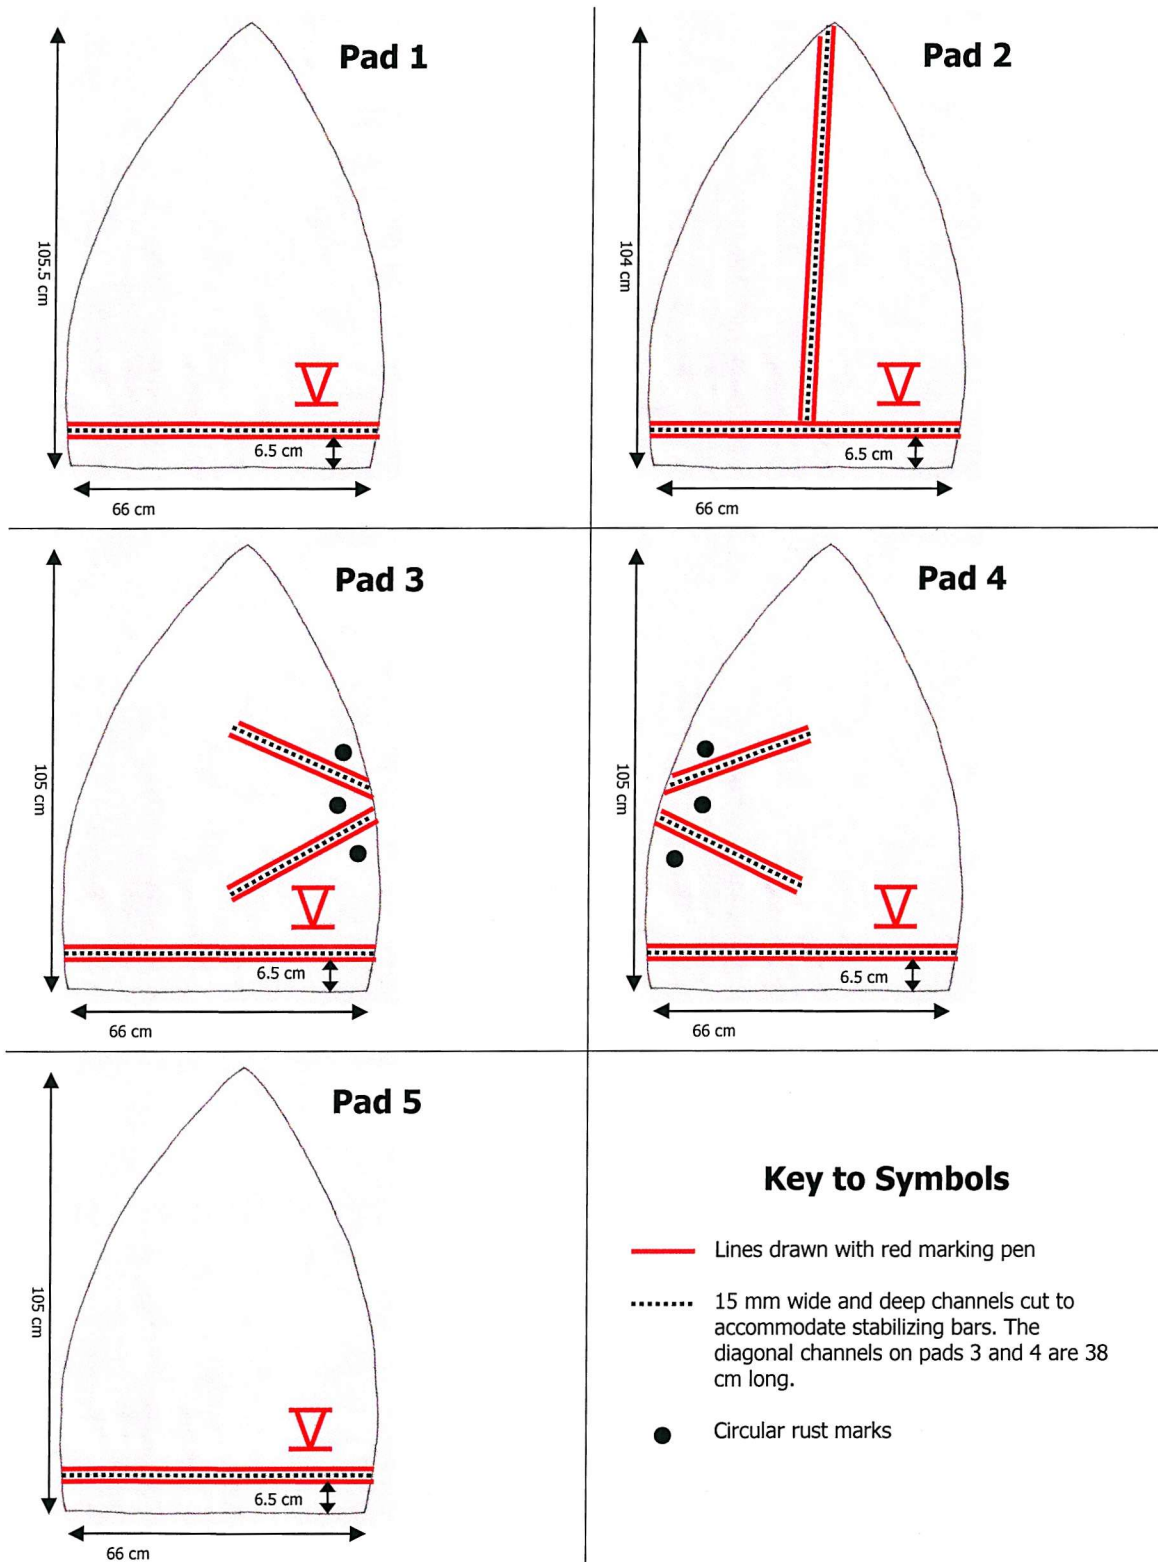 Pad 1
105.5 cm
V
6.5 cm
66 cm
Pad 2
104 cm
V
6.5 cm
66 cm
Pad 3
105 cm
V
6.5 cm
66 cm
Pad 4
105 cm
V
6.5 cm
66 cm
Pad 5
105 cm
V
6.5 cm
66 cm
Key to Symbols
Lines drawn with red marking pen
15 mm wide and deep channels cut to
accommodate stabilizing bars. The
diagonal channels on pads 3 and 4 are 38
cm long.
Circular rust marks